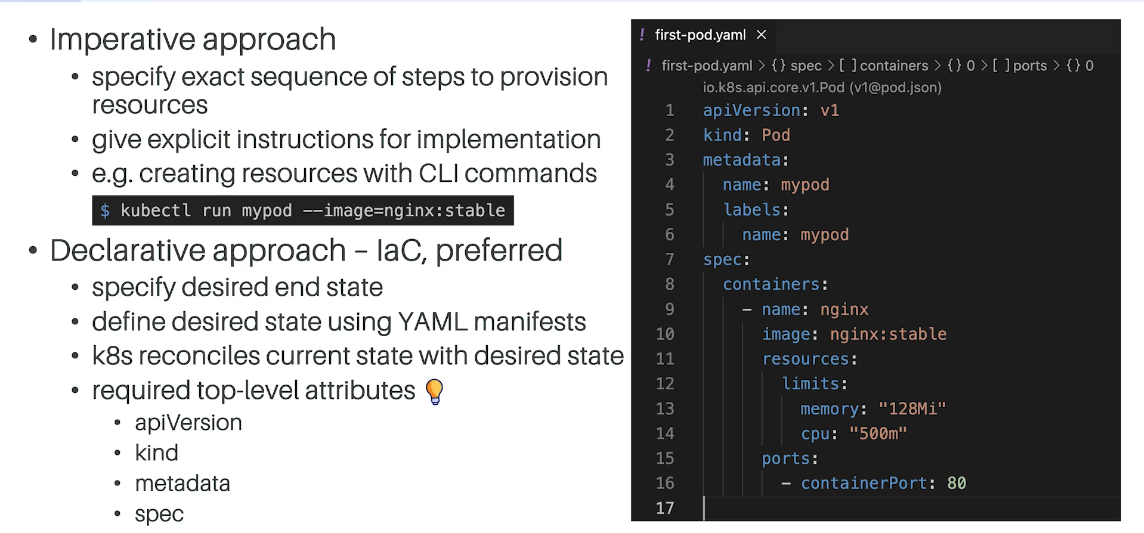 • Imperative approach
• specify exact sequence of steps to provision
resources
• give explicit instructions for implementation
• e.g. creating resources with CLI commands
$ kubectl run mypod --image=nginx:stable
• Declarative approach – IaC, preferred
• specify desired end state
• define desired state using YAML manifests
• k8s reconciles current state with desired state
• required top-level attributes 💡
• apiVersion
• kind
• metadata
• spec
! first-pod.yaml ×
! first-pod.yaml > {} spec > [ ] containers > {} 0 > [ ] ports > {} 0
io.k8s.api.core.v1.Pod (v1@pod.json)
1 apiVersion: v1
2 kind: Pod
3 metadata:
4   name: mypod
5   labels:
6     name: mypod
7 spec:
8   containers:
9     - name: nginx
10       image: nginx:stable
11       resources:
12         limits:
13           memory: "128Mi"
14           cpu: "500m"
15       ports:
16         - containerPort: 80
17